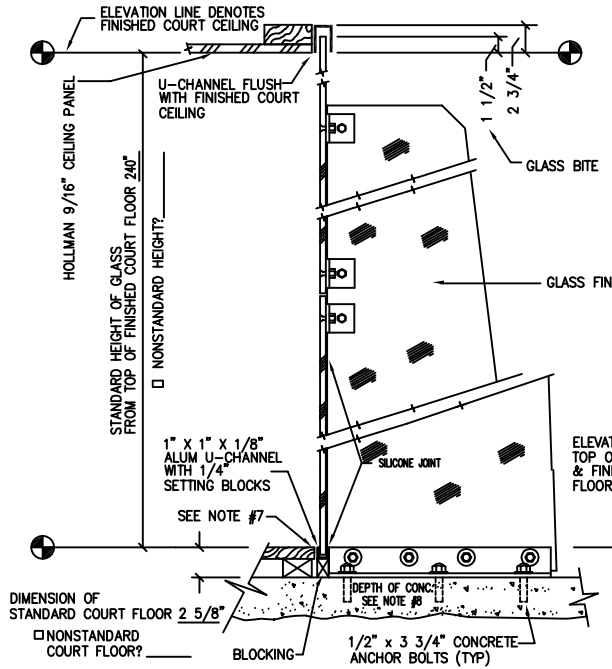 ELEVATION LINE DENOTES
FINISHED COURT CEILING
U-CHANNEL FLUSH
WITH FINISHED COURT
CEILING
HOLLMAN 9/16" CEILING PANEL
STANDARD HEIGHT OF GLASS
FROM TOP OF FINISHED COURT FLOOR 240"
□ NONSTANDARD HEIGHT?
1 1/2"
2 3/4"
GLASS BITE
GLASS FIN
1" X 1" X 1/8"
ALUM U-CHANNEL
WITH 1/4"
SETTING BLOCKS
SILICONE JOINT
SEE NOTE #7
ELEVAT
TOP O
& FINI
FLOOR
DIMENSION OF
STANDARD COURT FLOOR 2 5/8"
□ NONSTANDARD
COURT FLOOR?
BLOCKING
DEPTH OF CONC.
SEE NOTE #8
1/2" x 3 3/4" CONCRETE
ANCHOR BOLTS (TYP)